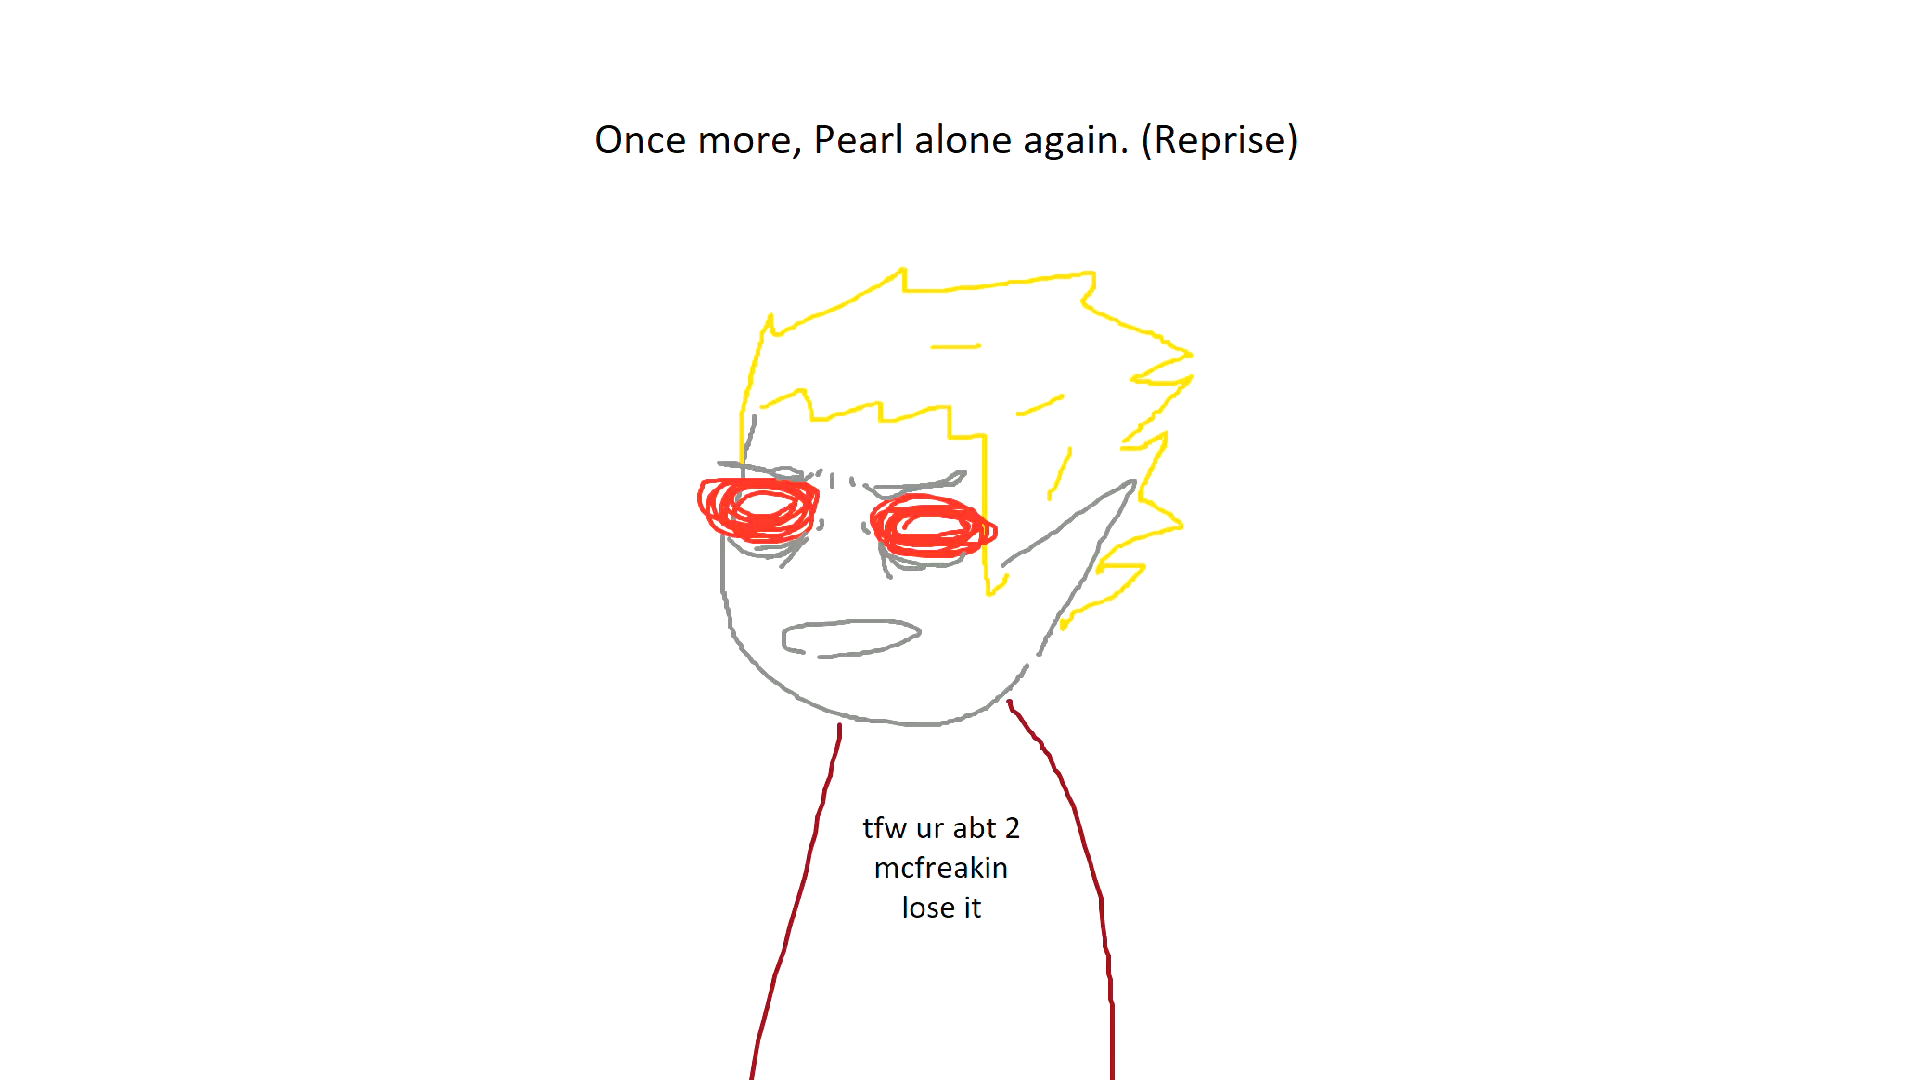 Once more, Pearl alone again. (Reprise)
tfw ur abt 2
mcfreakin
lose it